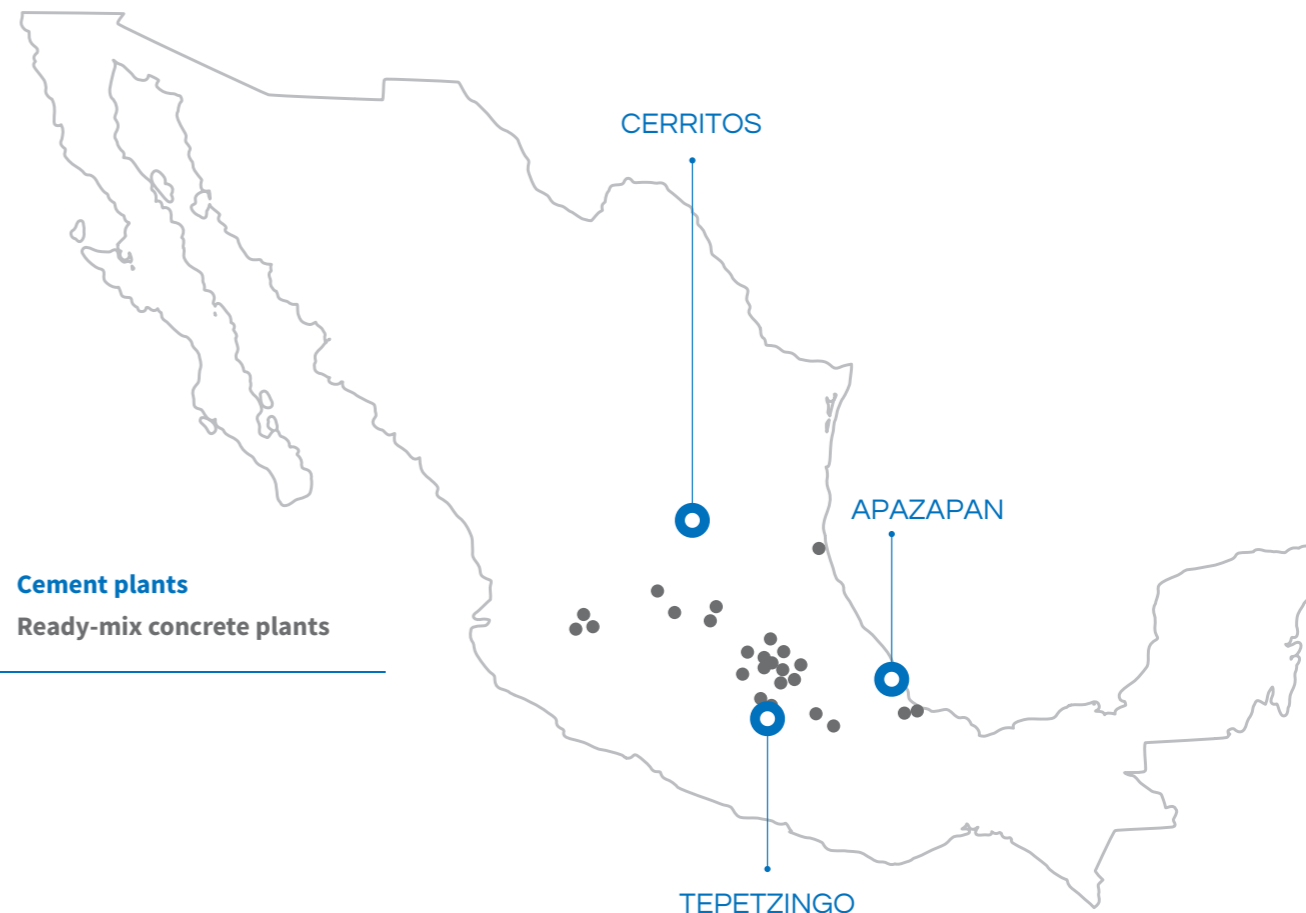 CERRITOS
APAZAPAN
Cement plants
Ready-mix concrete plants
TEPETZINGO